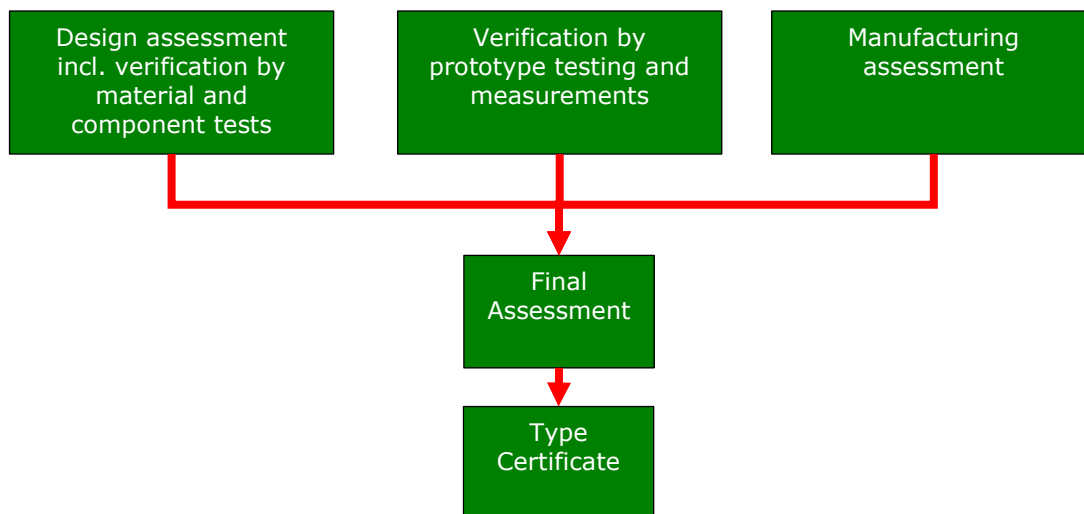 Design assessment
incl. verification by
material and
component tests
Verification by
prototype testing and
measurements
Manufacturing
assessment
Final
Assessment
Type
Certificate